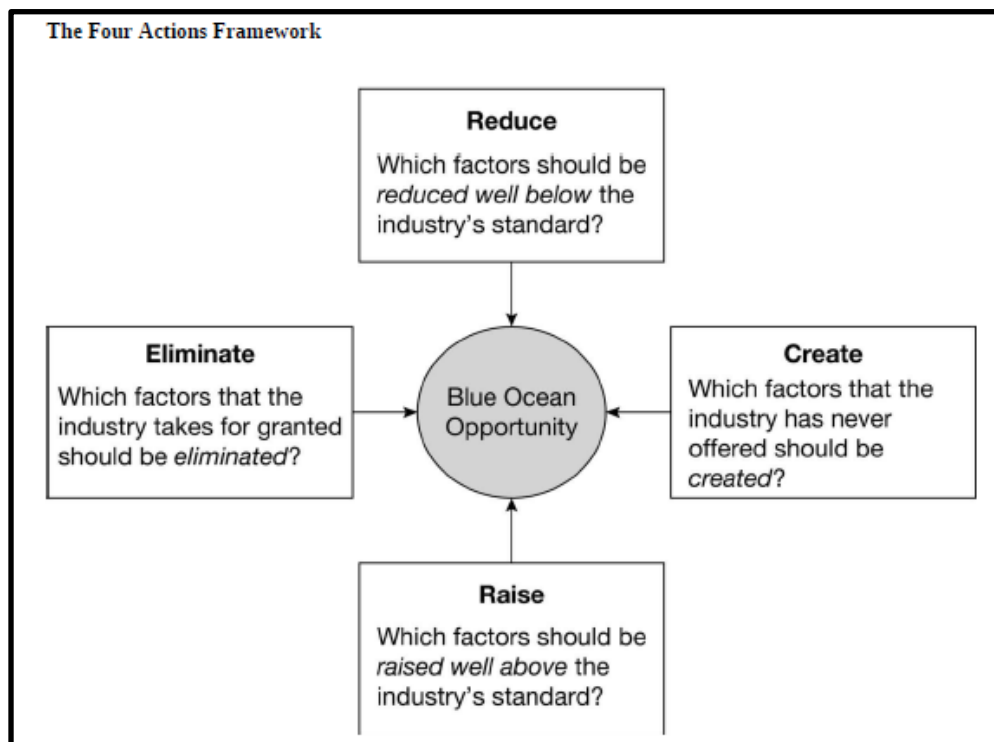 The Four Actions Framework
Reduce
Which factors should be
reduced well below the
industry's standard?
Eliminate
Which factors that the
industry takes for granted
should be eliminated?
Blue Ocean
Opportunity
Create
Which factors that the
industry has never
offered should be
created?
Raise
Which factors should be
raised well above the
industry's standard?